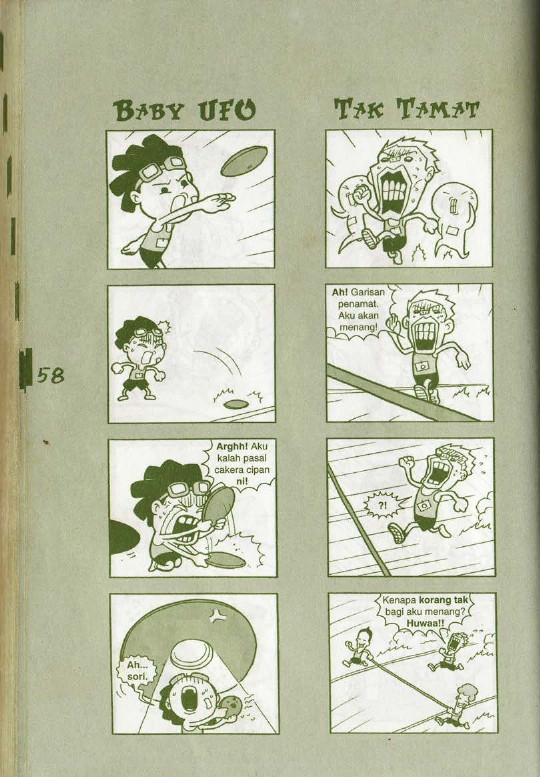 BABY UFO
Arghh! Aku
kalah pasal
cakera cipan
ni!
Ah...
sori.
TAK TAMAT
Ah! Garisan
penamat.
Aku akan
menang!
?!
Kenapa korang tak
bagi aku menang?
Huwaa!!
58